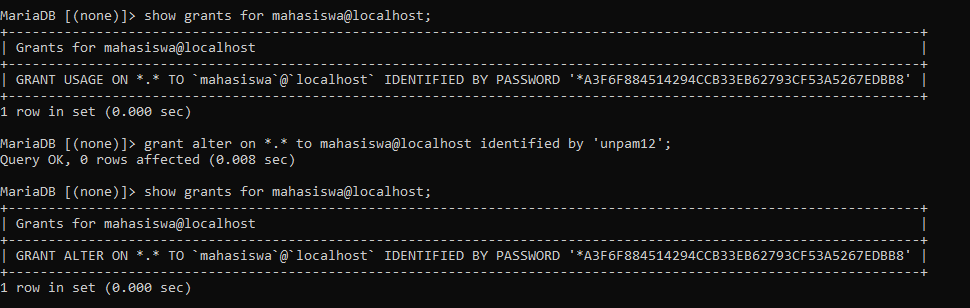 MariaDB [(none)]> show grants for mahasiswa@localhost;
+------------------------------------------------------------------------------------------------------------------+
| Grants for mahasiswa@localhost |
+------------------------------------------------------------------------------------------------------------------+
| GRANT USAGE ON *.* TO `mahasiswa`@`localhost` IDENTIFIED BY PASSWORD '*A3F6F884514294CCB33EB62793CF53A5267EDBB8' |
+------------------------------------------------------------------------------------------------------------------+
1 row in set (0.000 sec)
MariaDB [(none)]> grant alter on *.* to mahasiswa@localhost identified by 'unpam12';
Query OK, 0 rows affected (0.008 sec)
MariaDB [(none)]> show grants for mahasiswa@localhost;
+------------------------------------------------------------------------------------------------------------------+
| Grants for mahasiswa@localhost |
+------------------------------------------------------------------------------------------------------------------+
| GRANT ALTER ON *.* TO `mahasiswa`@`localhost` IDENTIFIED BY PASSWORD '*A3F6F884514294CCB33EB62793CF53A5267EDBB8' |
+------------------------------------------------------------------------------------------------------------------+
1 row in set (0.000 sec)